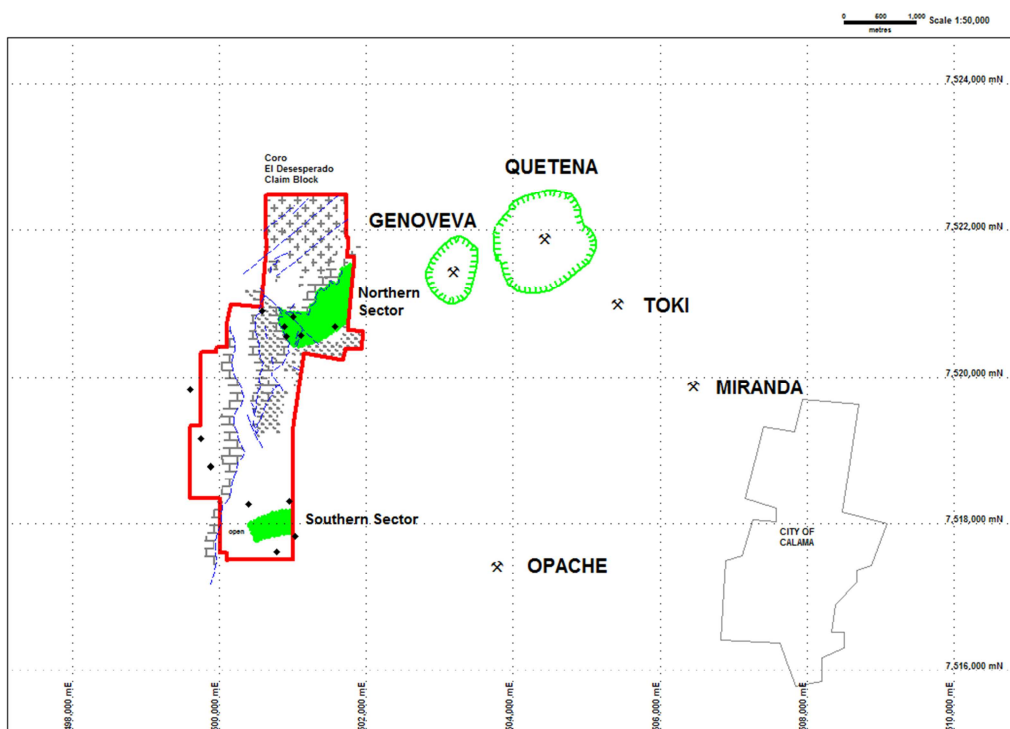 0 500 1,000 Scale 1:50,000
metres
7,524,000 mN
Coro
El Desesperado
Claim Block
QUETENA
GENOVEVA
7,522,000 mN
Northern
Sector
TOKI
7,520,000 mN
MIRANDA
Southern Sector
open
7,518,000 mN
CITY OF
CALAMA
OPACHE
7,516,000 mN
498,000 mE
500,000 mE
502,000 mE
504,000 mE
506,000 mE
508,000 mE
510,000 mE